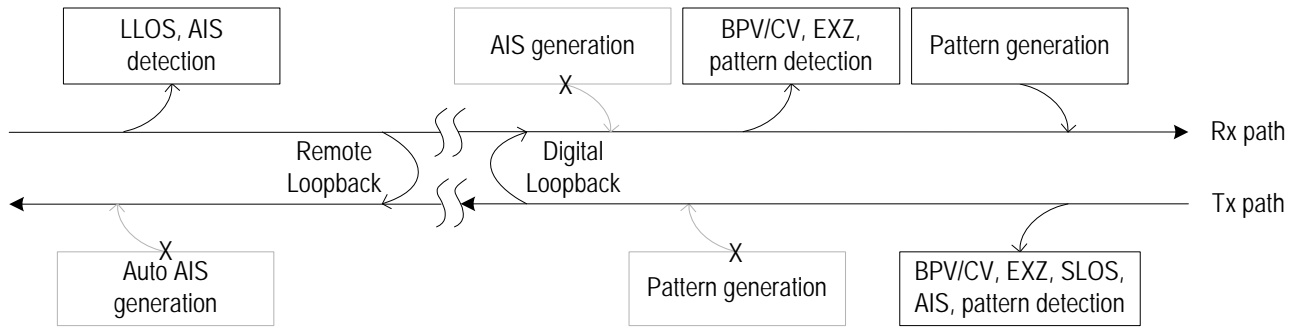 LLOS, AIS
detection
AIS generation
X
BPV/CV, EXZ,
pattern detection
Pattern generation
Rx path
Remote
Loopback
Digital
Loopback
Tx path
X
Auto AIS
generation
X
Pattern generation
BPV/CV, EXZ, SLOS,
AIS, pattern detection